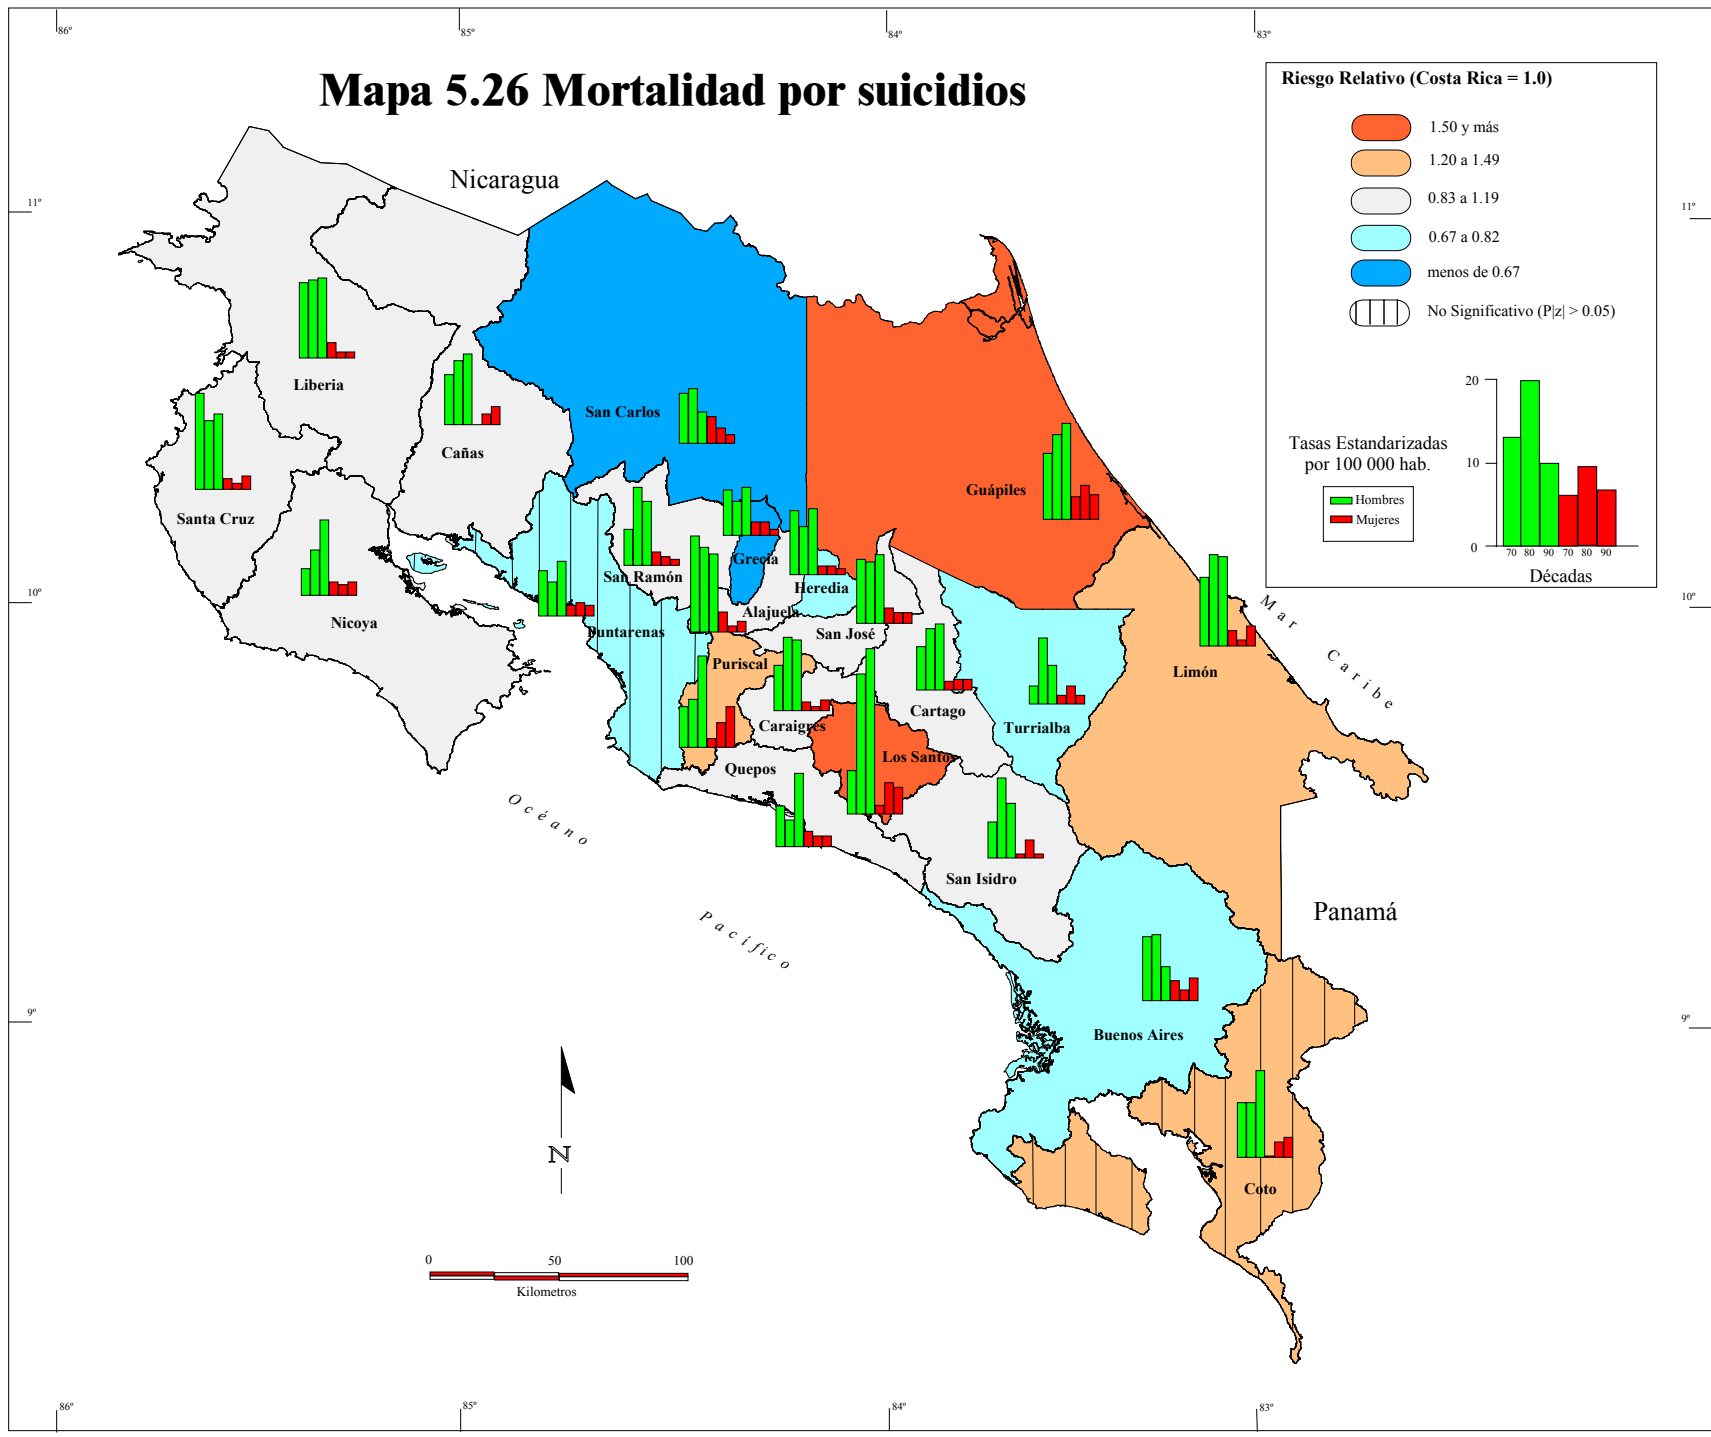 86º
85º
84º
83º
Mapa 5.26 Mortalidad por suicidios
Riesgo Relativo (Costa Rica = 1.0)
1.50 y más
1.20 a 1.49
0.83 a 1.19
0.67 a 0.82
menos de 0.67
No Significativo (P|z| > 0.05)
20
10
0
70 80 90 70 80 90
Décadas
Tasas Estandarizadas
por 100 000 hab.
Hombres
Mujeres
Nicaragua
11º
11º
Liberia
San Carlos
Cañas
Guápiles
Santa Cruz
Grecia
San Ramón
Heredia
10º
10º
Alajuela
Nicoya
Puntarenas
San José
Mar
Caribe
Puriscal
Limón
Cartago
Caraigres
Turrialba
Los Santos
Quepos
Océano
San Isidro
Pacífico
Panamá
9º
9º
Buenos Aires
N
Coto
0 50 100
Kilometros
86º
85º
84º
83º